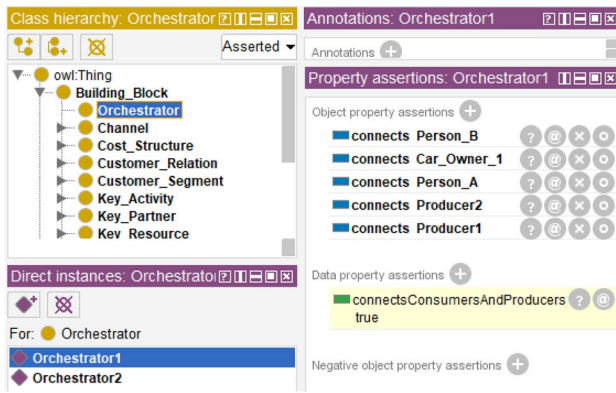 Class hierarchy: Orchestrator
Asserted
owl:Thing
Building_Block
Orchestrator
Channel
Cost_Structure
Customer_Relation
Customer_Segment
Key_Activity
Key_Partner
Key_Resource
Direct instances: Orchestrator
For: Orchestrator
Orchestrator1
Orchestrator2
Annotations: Orchestrator1
Annotations
Property assertions: Orchestrator1
Object property assertions
connects Person_B
connects Car_Owner_1
connects Person_A
connects Producer2
connects Producer1
Data property assertions
connectsConsumersAndProducers
true
Negative object property assertions